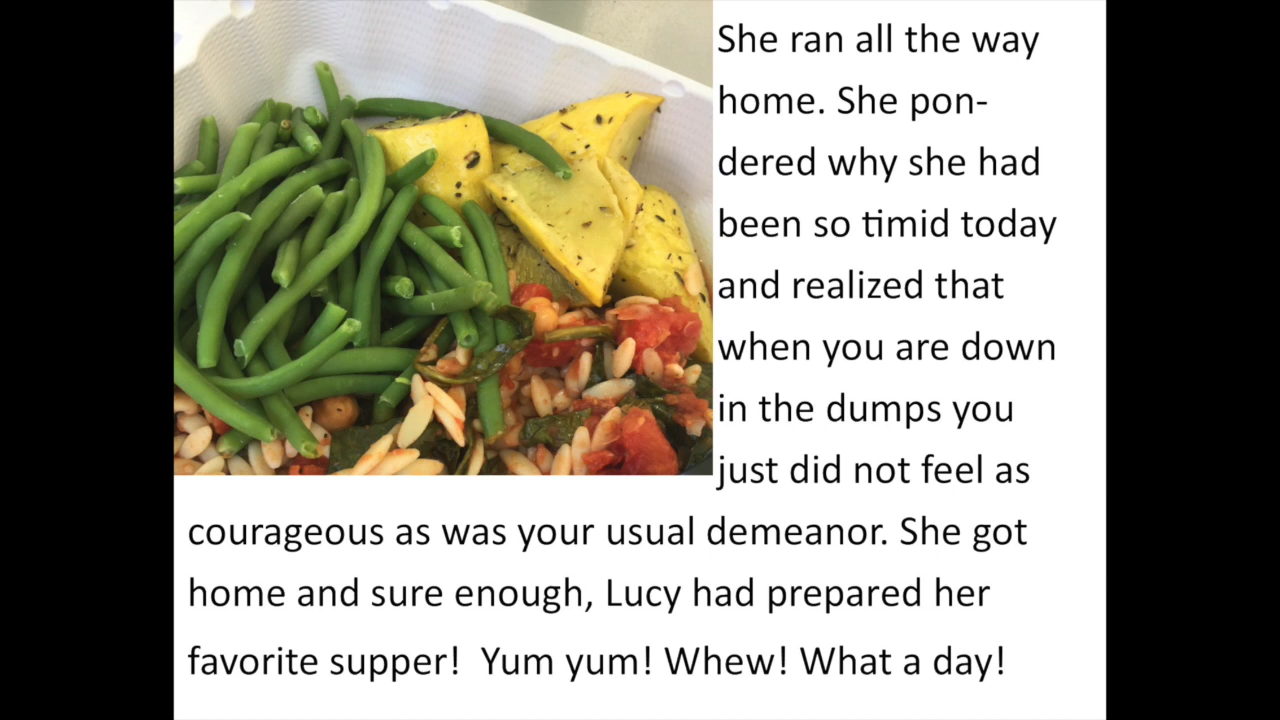 She ran all the way
home. She pon-
dered why she had
been so timid today
and realized that
when you are down
in the dumps you
just did not feel as
courageous as was your usual demeanor. She got
home and sure enough, Lucy had prepared her
favorite supper!  Yum yum! Whew! What a day!